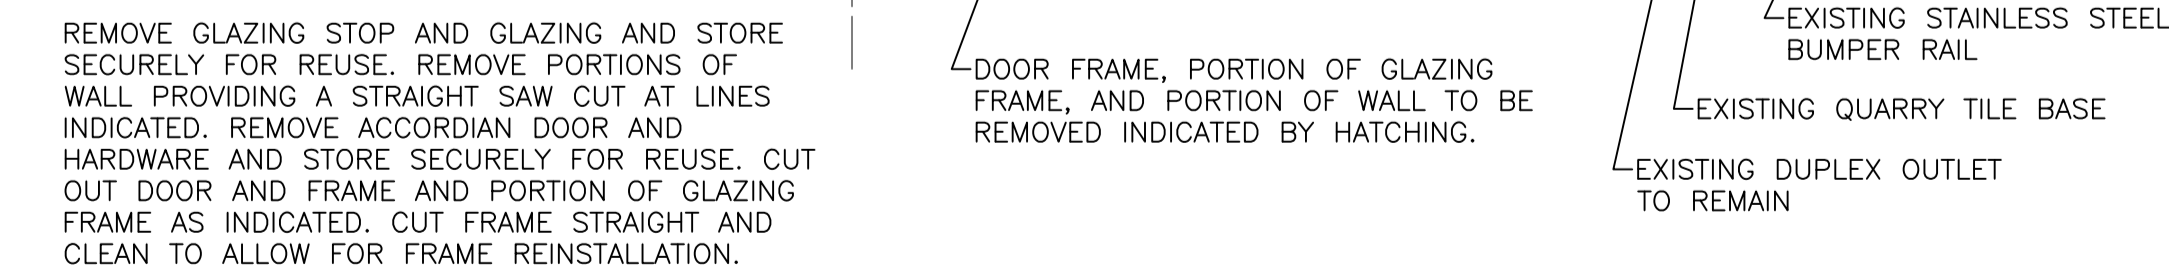 REMOVE GLAZING STOP AND GLAZING AND STORE
SECURELY FOR REUSE. REMOVE PORTIONS OF
WALL PROVIDING A STRAIGHT SAW CUT AT LINES
INDICATED. REMOVE ACCORDIAN DOOR AND
HARDWARE AND STORE SECURELY FOR REUSE. CUT
OUT DOOR AND FRAME AND PORTION OF GLAZING
FRAME AS INDICATED. CUT FRAME STRAIGHT AND
CLEAN TO ALLOW FOR FRAME REINSTALLATION.
DOOR FRAME, PORTION OF GLAZING
FRAME, AND PORTION OF WALL TO BE
REMOVED INDICATED BY HATCHING.
EXISTING STAINLESS STEEL
BUMPER RAIL
EXISTING QUARRY TILE BASE
EXISTING DUPLEX OUTLET
TO REMAIN